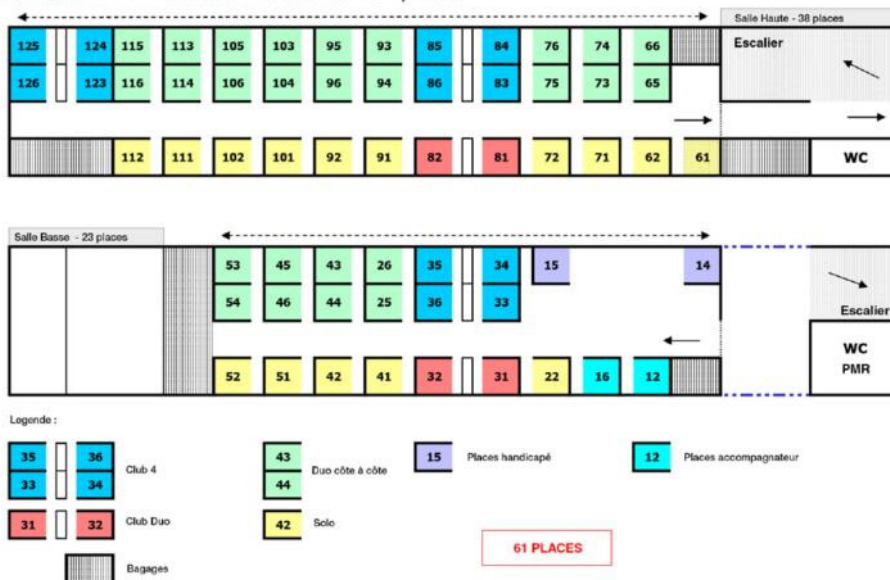 Salle Haute - 38 places
125 124 115 113 105 103 95 93 85 84 76 74 66 Escalier
126 123 116 114 106 104 96 94 86 83 75 73 65
112 111 102 101 92 91 82 81 72 71 62 61 WC
Salle Basse - 23 places
53 45 43 26 35 34 15 14
54 46 44 25 36 33 Escalier
52 51 42 41 32 31 22 16 12 WC
PMR
Legende :
35 36 Club 4 43 Duo côte à côte 15 Places handicapé 12 Places accompagnateur
33 34 44
31 32 Club Duo 42 Solo
61 PLACES
Bagages